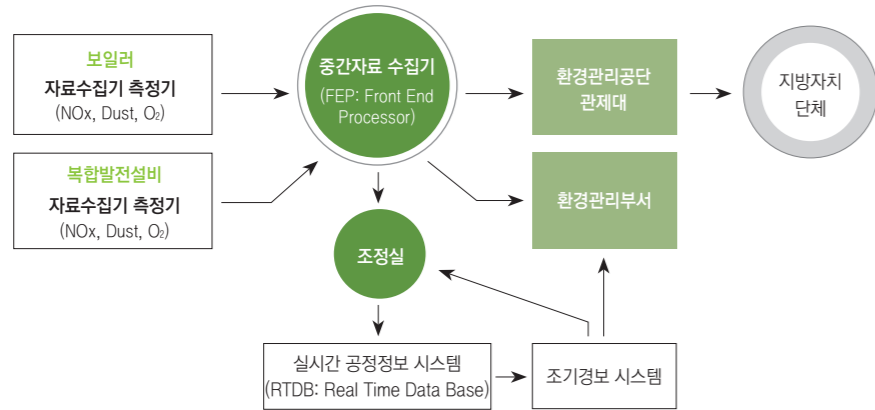 보일러
자료수집기 측정기
(NOx, Dust, O₂)
복합발전설비
자료수집기 측정기
(NOx, Dust, O₂)
중간자료 수집기
(FEP: Front End
Processor)
환경관리공단
관제대
지방자치
단체
환경관리부서
조정실
실시간 공정정보 시스템
(RTDB: Real Time Data Base)
조기경보 시스템